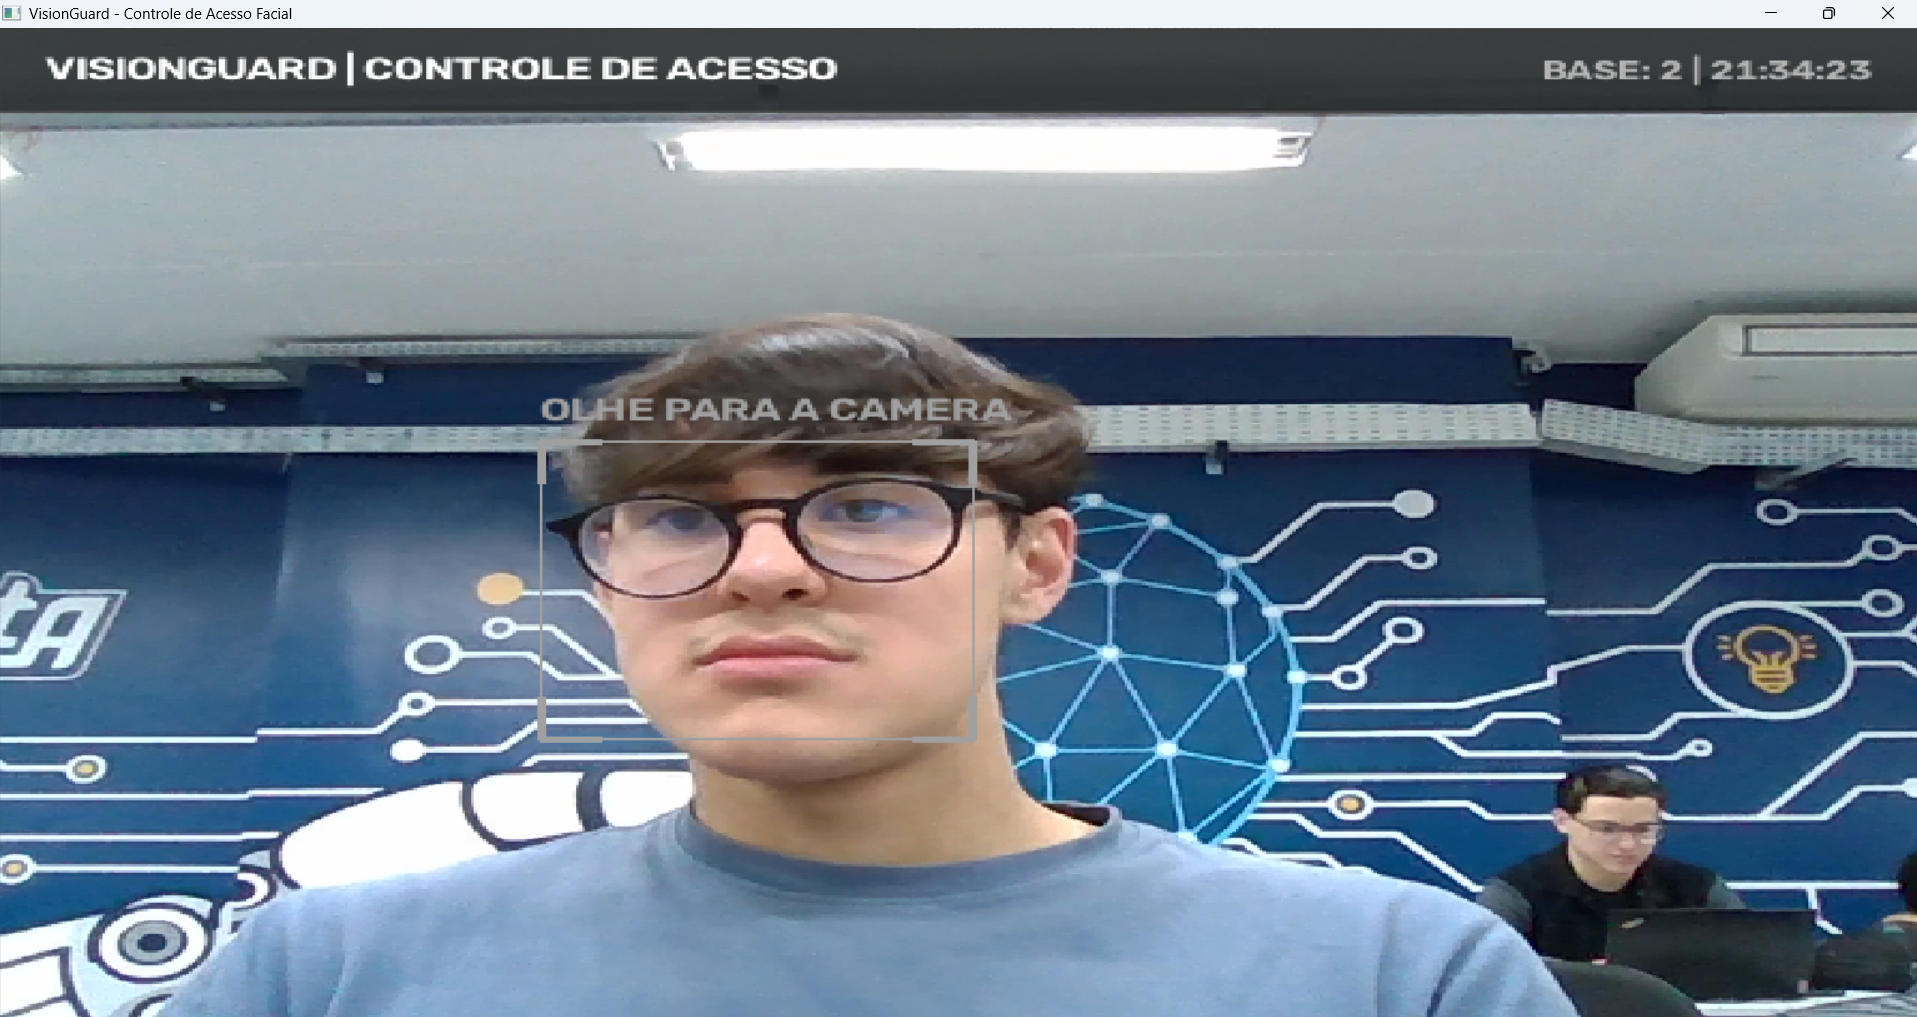 VisionGuard - Controle de Acesso Facial
VISIONGUARD | CONTROLE DE ACESSO
BASE: 2 | 21:34:23
OLHE PARA A CAMERA